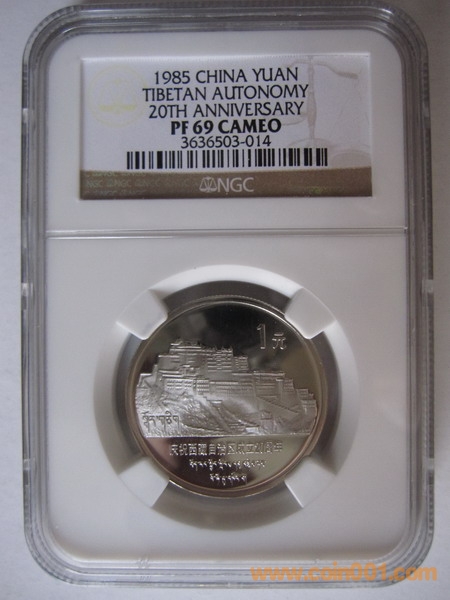 1985 CHINA YUAN
TIBETAN AUTONOMY
20TH ANNIVERSARY
PF 69 CAMEO
3636503-014
NGC
1元
庆祝西藏自治区成立20周年
www.coin001.com